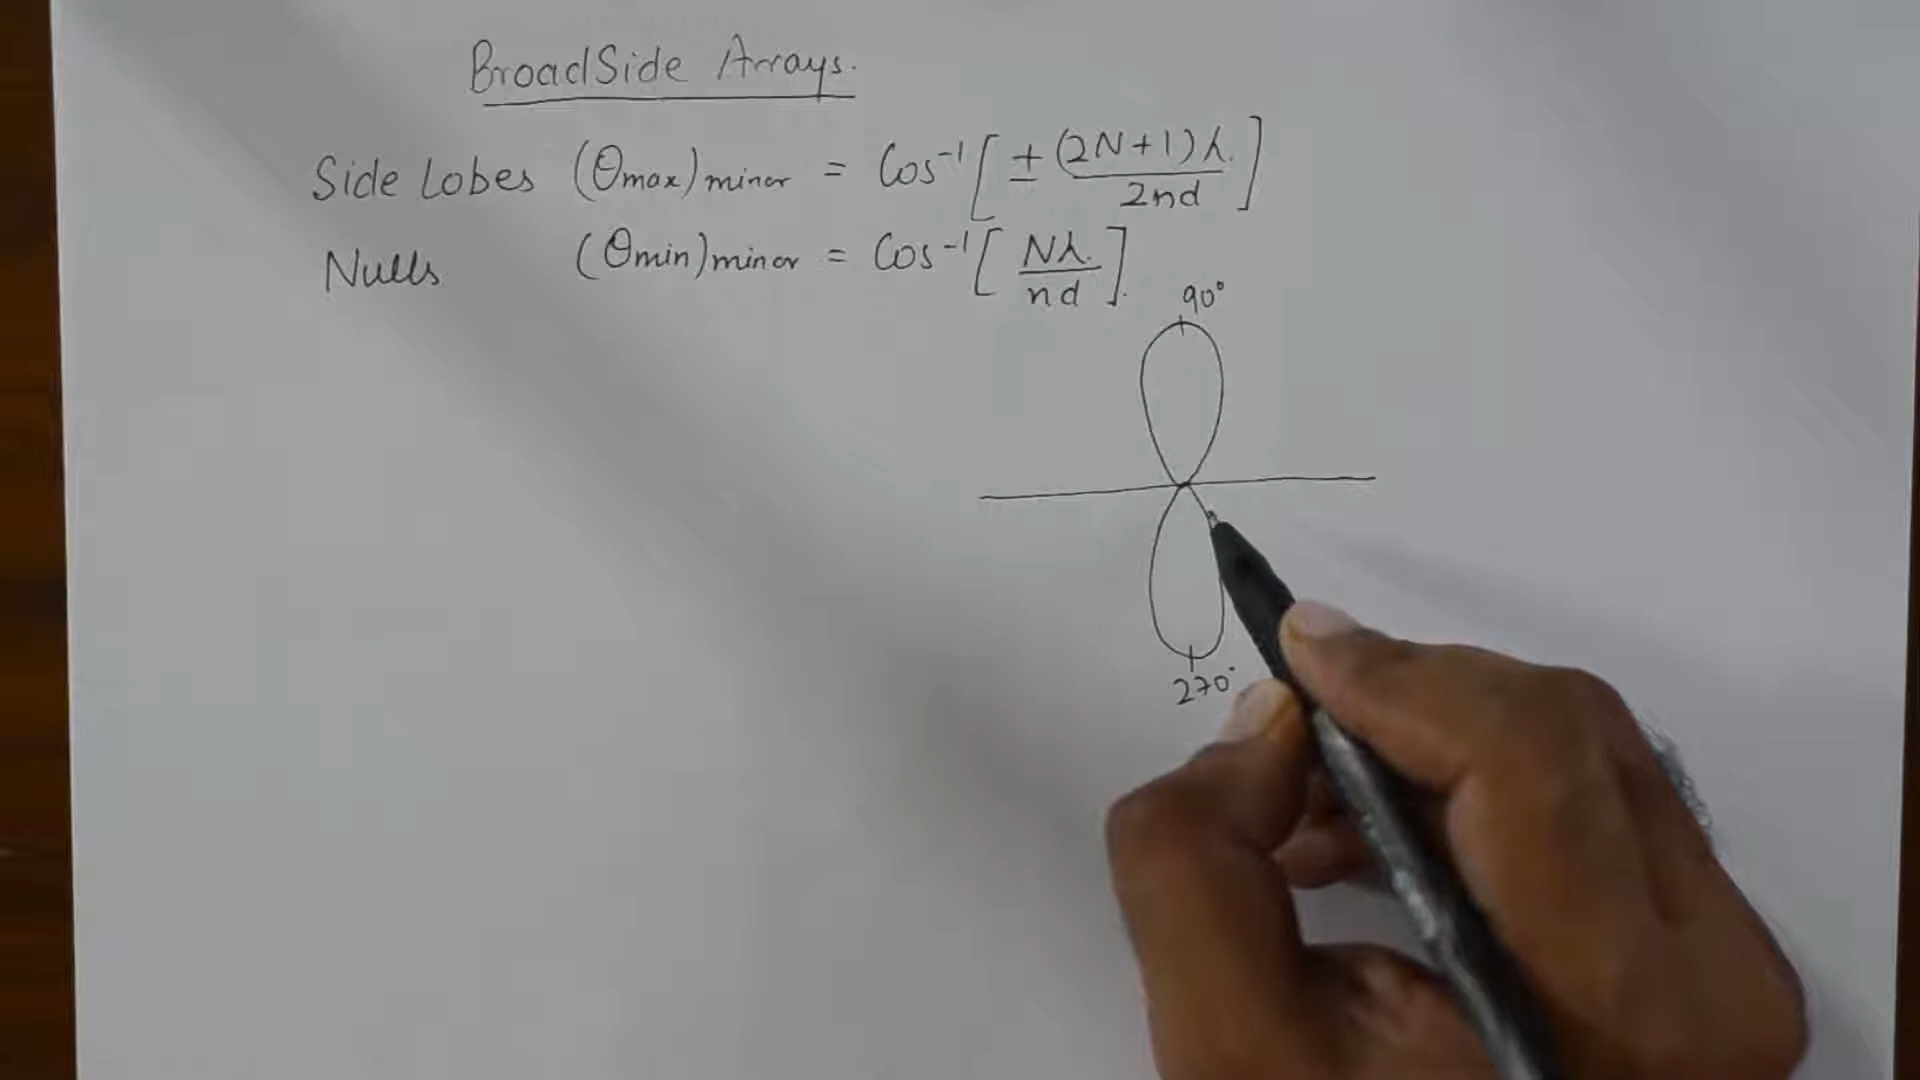 BroadSide Arrays.
Side Lobes (θmax)minor = Cos⁻¹[± (2N+1)λ. / 2nd]
Nulls (θmin)minor = Cos⁻¹[Nλ. / nd].
90°
270°